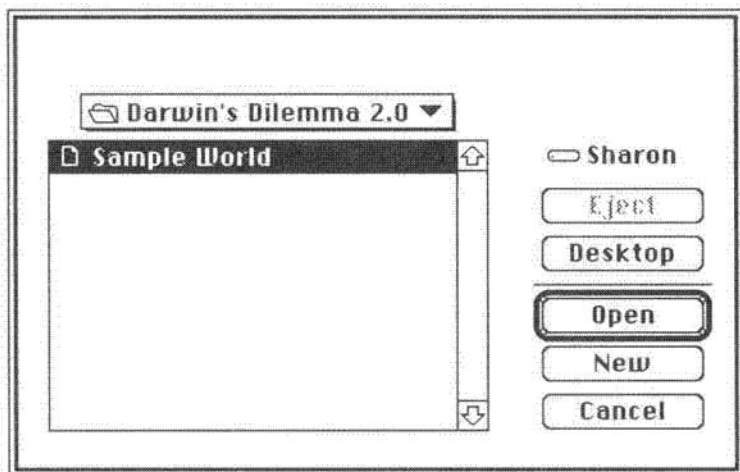 Darwin's Dilemma 2.0
Sample World
Sharon
Eject
Desktop
Open
New
Cancel